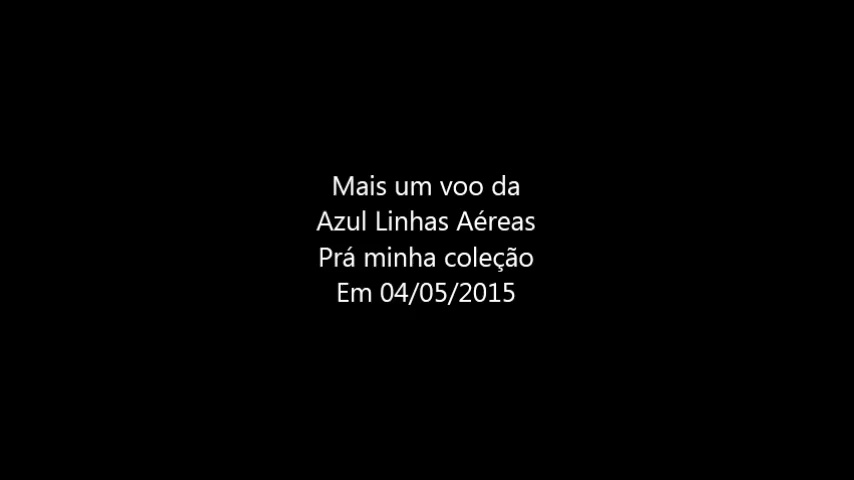 Mais um voo da
Azul Linhas Aéreas
Prá minha coleção
Em 04/05/2015